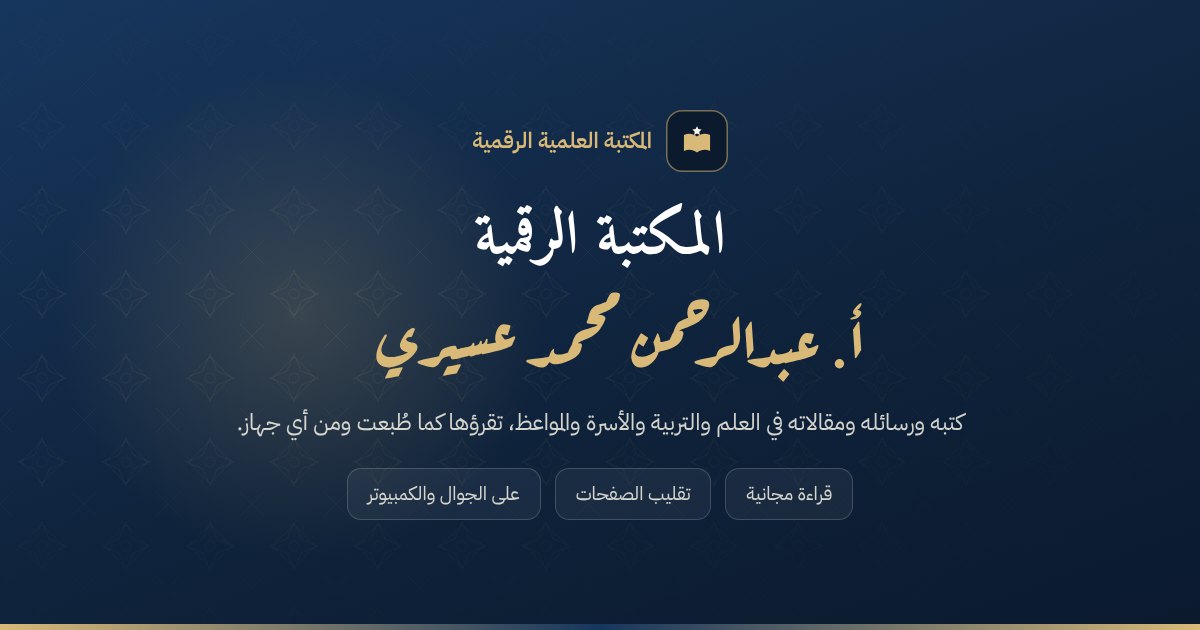 المكتبة العلمية الرقمية
المكتبة الرقمية
أ. عبدالرحمن محمد عسيري
كتبه ورسائله ومقالاته في العلم والتربية والأسرة والمواعظ، تقرؤها كما طُبعت ومن أي جهاز.
قراءة مجانية
تقليب الصفحات
على الجوال والكمبيوتر